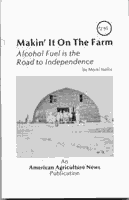 Makin' It On The Farm
Alcohol Fuel is the
Road to Independence
by Micki Nellis
An
American Agriculture News
Publication